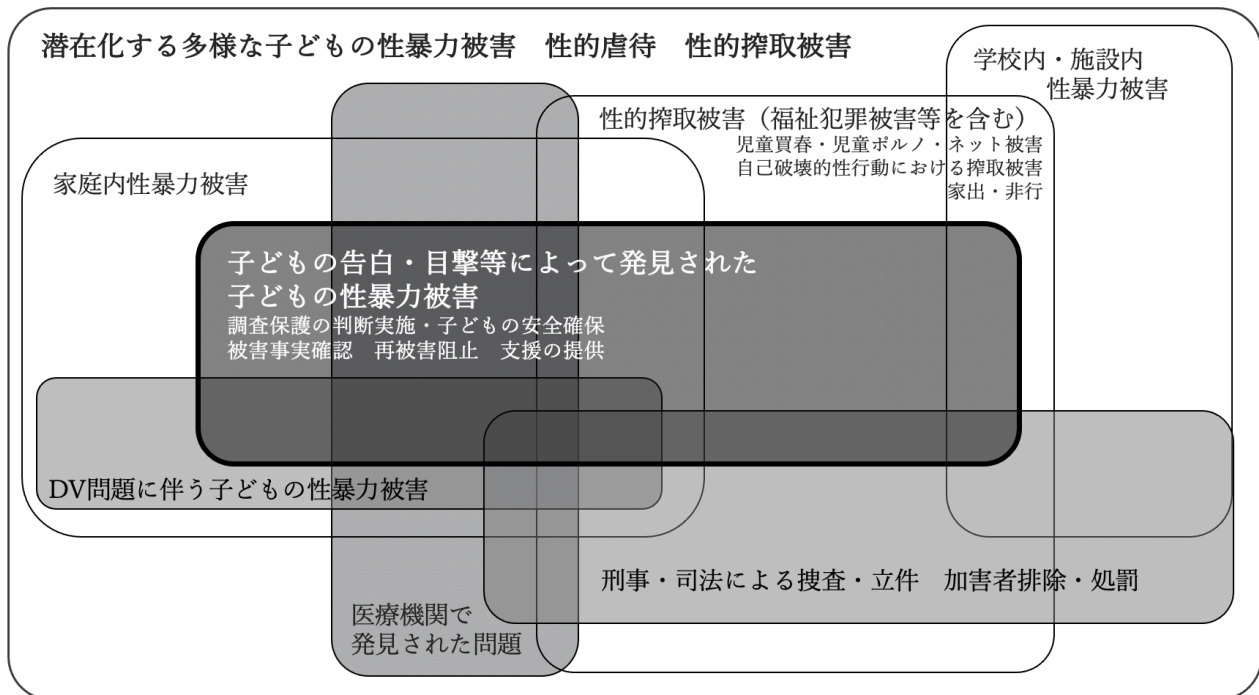 潜在化する多様な子どもの性暴力被害　性的虐待　性的搾取被害
学校内・施設内
性暴力被害
性的搾取被害（福祉犯罪被害等を含む）
児童買春・児童ポルノ・ネット被害
自己破壊的性行動における搾取被害
家出・非行
家庭内性暴力被害
子どもの告白・目撃等によって発見された
子どもの性暴力被害
調査保護の判断実施・子どもの安全確保
被害事実確認　再被害阻止　支援の提供
DV問題に伴う子どもの性暴力被害
刑事・司法による捜査・立件　加害者排除・処罰
医療機関で
発見された問題